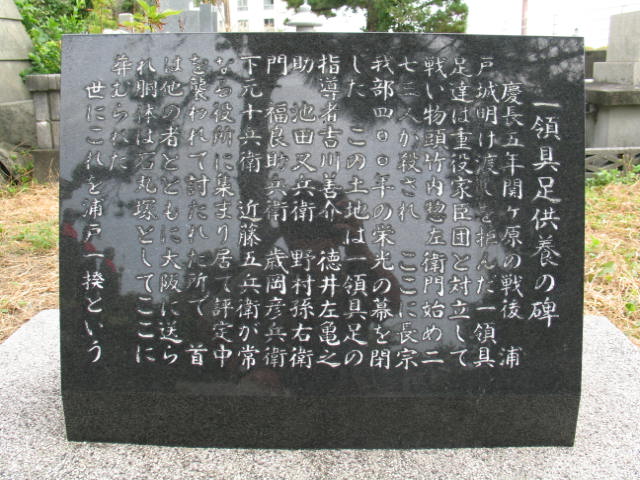 一領具足供養の碑
慶長五年関ヶ原の戦後　浦
戸城明け渡しを拒んだ一領具
足達は重役家臣団と対立して
戦い物頭竹内惣左衛門始め二
七三人が殺され　ここに長宗
我部四〇〇年の栄光の幕を閉
した　この土地は一領具足の
指導者吉川善介　徳井左亀之
助　池田又兵衛　野村孫右衛
門　福良助兵衛　歳岡彦兵衛
下元十兵衛　近藤五兵衛が常
なる役所に集まり居て評定中
を襲われて討たれた所で　首
は他の者とともに大阪に送ら
れ胴体は石丸塚としてここに
葬むられた
世にこれを浦戸一揆という